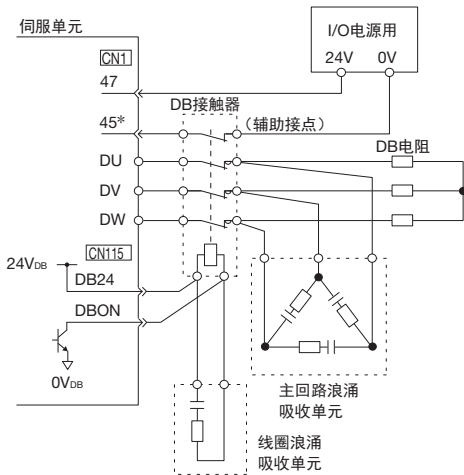 伺服单元
I/O电源用
24V 0V
CN1
47
DB接触器
45*
(辅助接点)
DB电阻
DU
DV
DW
CN115
24VDB
DB24
DBON
0VDB
主回路浪涌
吸收单元
线圈浪涌
吸收单元